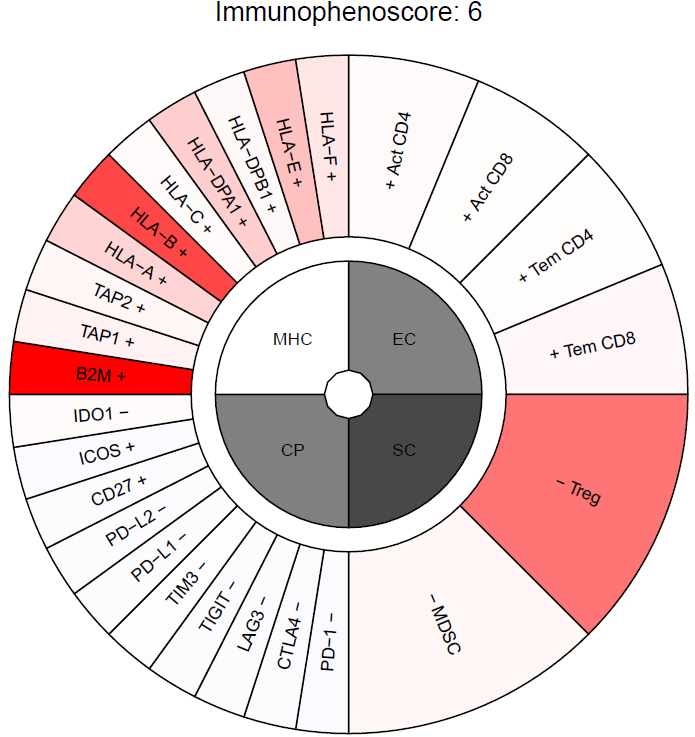 Immunophenoscore: 6
+ Act CD4
+ Act CD8
+ Tem CD4
+ Tem CD8
− Treg
− MDSC
PD−1 −
CTLA4 −
LAG3 −
TIGIT −
TIM3 −
PD−L1 −
PD−L2 −
CD27 +
ICOS +
IDO1 −
B2M +
TAP1 +
TAP2 +
HLA−A +
HLA−B +
HLA−C +
HLA−DPA1 +
HLA−DPB1 +
HLA−E +
HLA−F +
MHC
EC
CP
SC